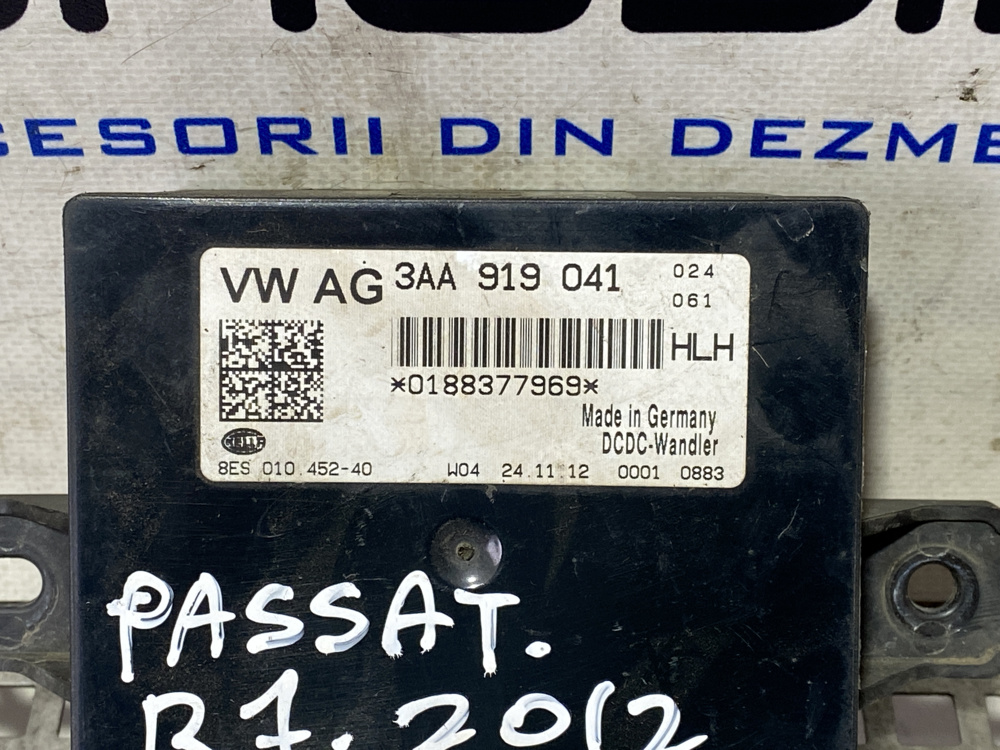 DIN DEZME
VW AG 3AA 919 041 024
061
HLH
*0188377969*
Made in Germany
DCDC-Wandler
HELLA
8ES 010.452-40 W04 24.11.12 0001 0883
PASSAT.
B7.2012